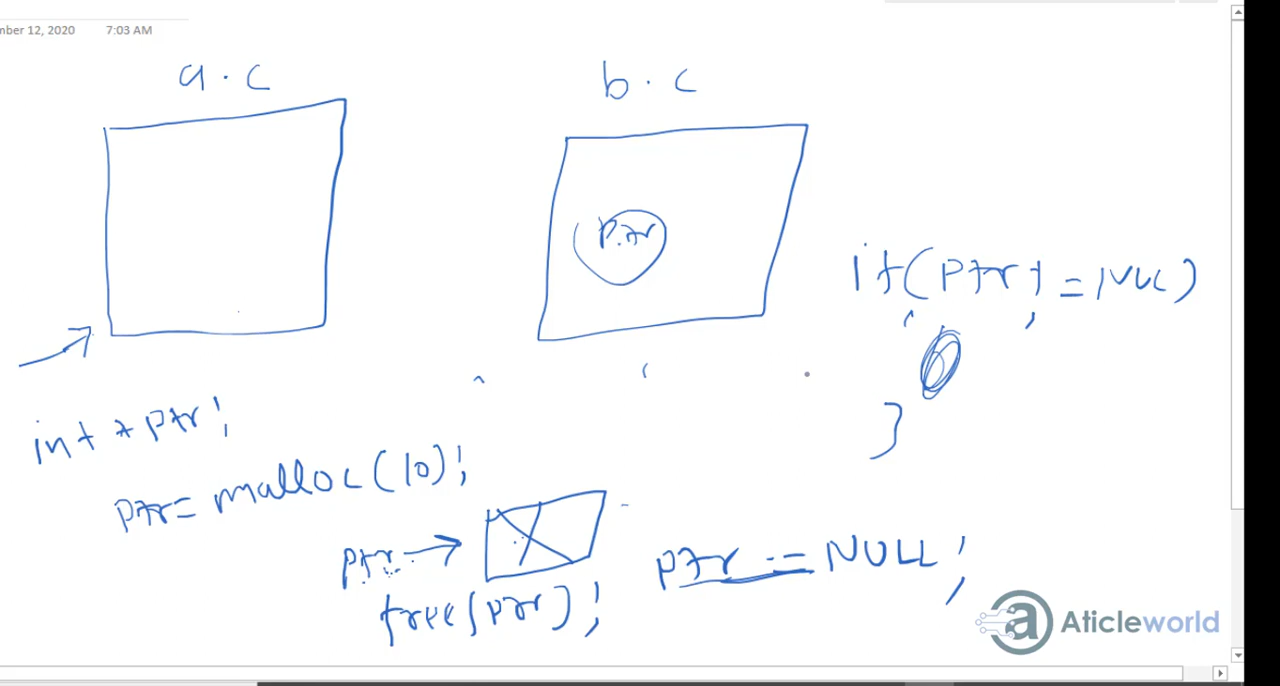 mber 12, 2020 7:03 AM
a.c
b.c
ptr
if(ptr != NULL)
}
int *ptr;
ptr= malloc(10);
ptr
free(ptr);
ptr = NULL;
a Aticleworld